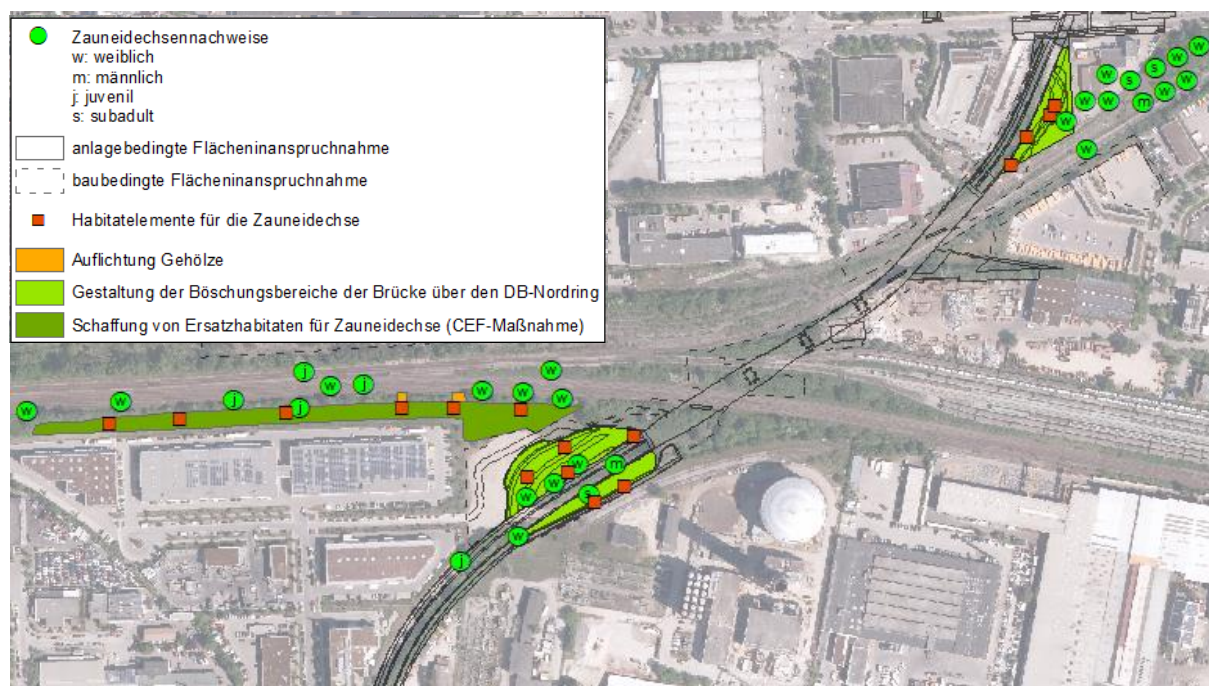 Zauneidechsennachweise
w: weiblich
m: männlich
j: juvenil
s: subadult
anlagebedingte Flächeninanspruchnahme
baubedingte Flächeninanspruchnahme
Habitatelemente für die Zauneidechse
Auflichtung Gehölze
Gestaltung der Böschungsbereiche der Brücke über den DB-Nordring
Schaffung von Ersatzhabitaten für Zauneidechse (CEF-Maßnahme)
w
w
s
w
w
w
w
w
s
m
w
w
w
j
w
j
w
w
w
j
j
w
w
w
m
w
w
s
w
j